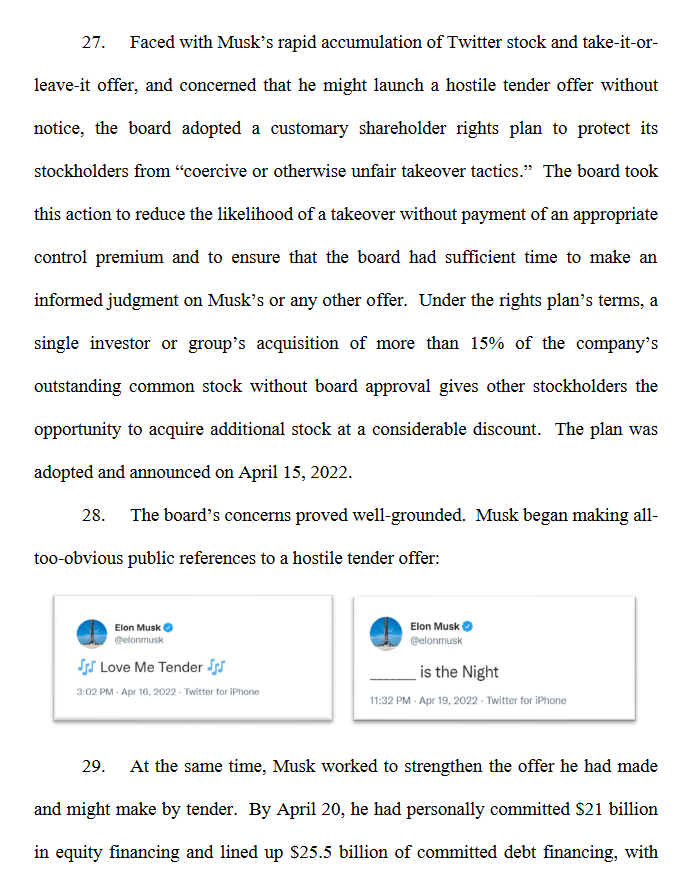 27. Faced with Musk’s rapid accumulation of Twitter stock and take-it-or-
leave-it offer, and concerned that he might launch a hostile tender offer without
notice, the board adopted a customary shareholder rights plan to protect its
stockholders from “coercive or otherwise unfair takeover tactics.” The board took
this action to reduce the likelihood of a takeover without payment of an appropriate
control premium and to ensure that the board had sufficient time to make an
informed judgment on Musk’s or any other offer. Under the rights plan’s terms, a
single investor or group’s acquisition of more than 15% of the company’s
outstanding common stock without board approval gives other stockholders the
opportunity to acquire additional stock at a considerable discount. The plan was
adopted and announced on April 15, 2022.
28. The board’s concerns proved well-grounded. Musk began making all-
too-obvious public references to a hostile tender offer:
Elon Musk
@elonmusk
🎶 Love Me Tender 🎶
3:02 PM · Apr 16, 2022 · Twitter for iPhone
Elon Musk
@elonmusk
_______ is the Night
11:32 PM · Apr 19, 2022 · Twitter for iPhone
29. At the same time, Musk worked to strengthen the offer he had made
and might make by tender. By April 20, he had personally committed $21 billion
in equity financing and lined up $25.5 billion of committed debt financing, with